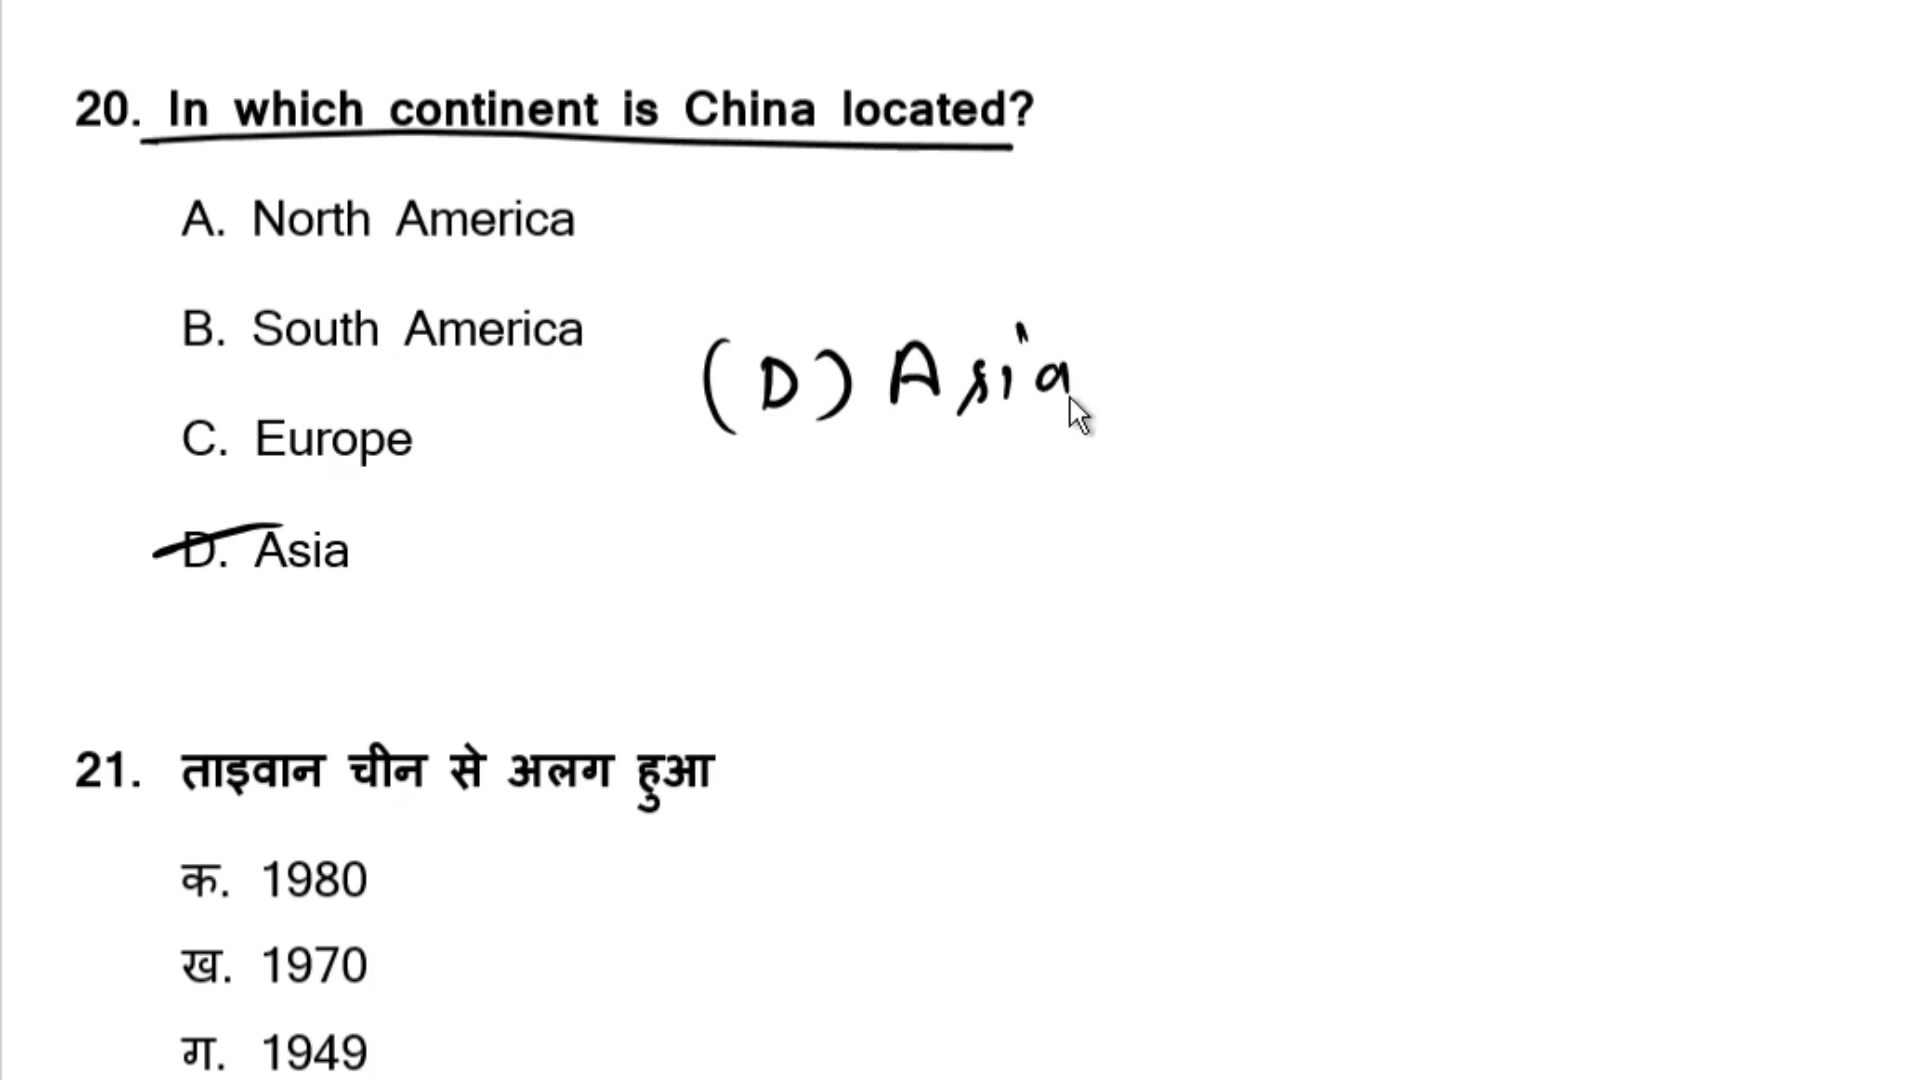 20. In which continent is China located?
A. North America
B. South America
(D) Asia
C. Europe
D. Asia
21. ताइवान चीन से अलग हुआ
क. 1980
ख. 1970
ग. 1949